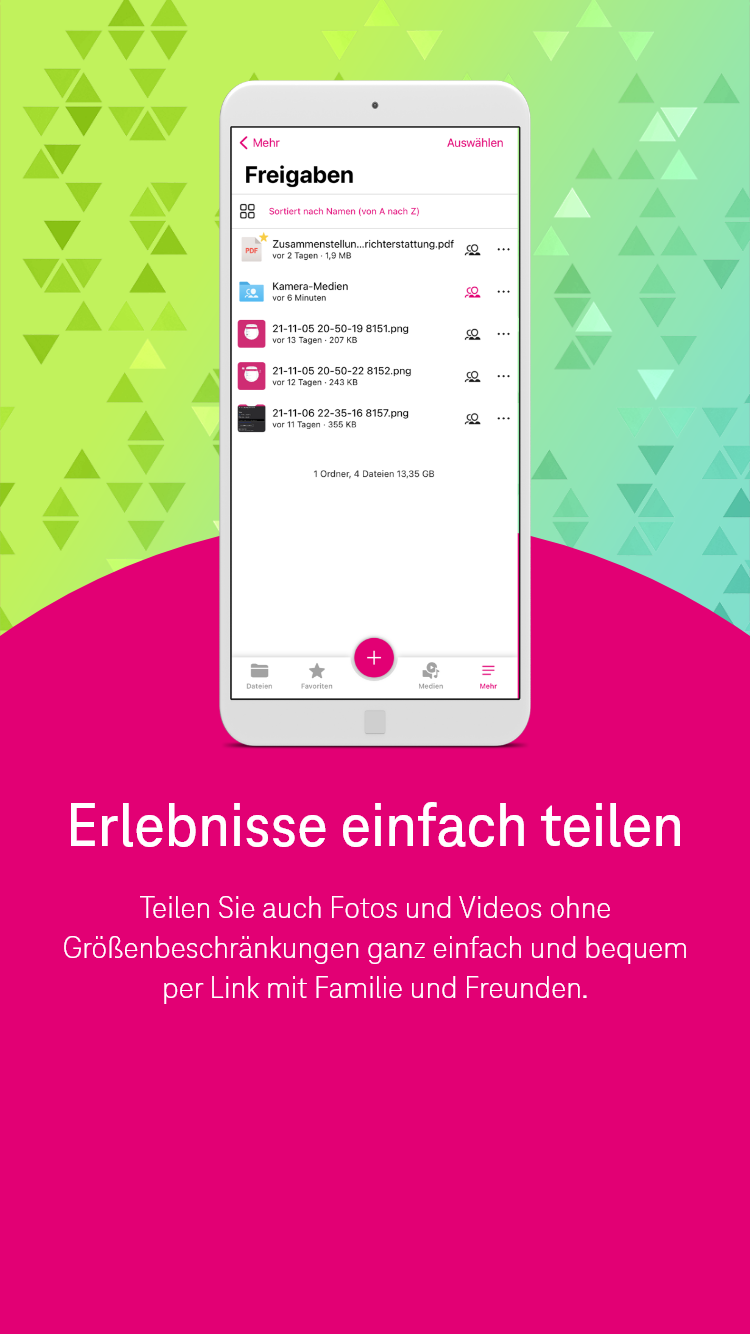 Mehr
Auswählen
Freigaben
Sortiert nach Namen (von A nach Z)
PDF
Zusammenstellun...richterstattung.pdf
vor 2 Tagen · 1,9 MB
Kamera-Medien
vor 6 Minuten
21-11-05 20-50-19 8151.png
vor 13 Tagen · 207 KB
21-11-05 20-50-22 8152.png
vor 12 Tagen · 243 KB
21-11-06 22-35-16 8157.png
vor 11 Tagen · 355 KB
1 Ordner, 4 Dateien 13,35 GB
Dateien
Favoriten
Medien
Mehr
Erlebnisse einfach teilen
Teilen Sie auch Fotos und Videos ohne
Größenbeschränkungen ganz einfach und bequem
per Link mit Familie und Freunden.